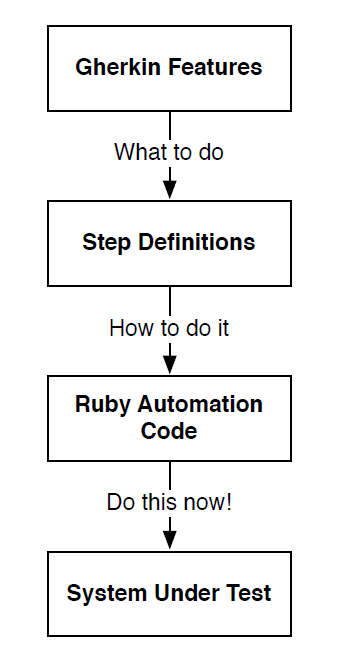 Gherkin Features
What to do
Step Definitions
How to do it
Ruby Automation
Code
Do this now!
System Under Test